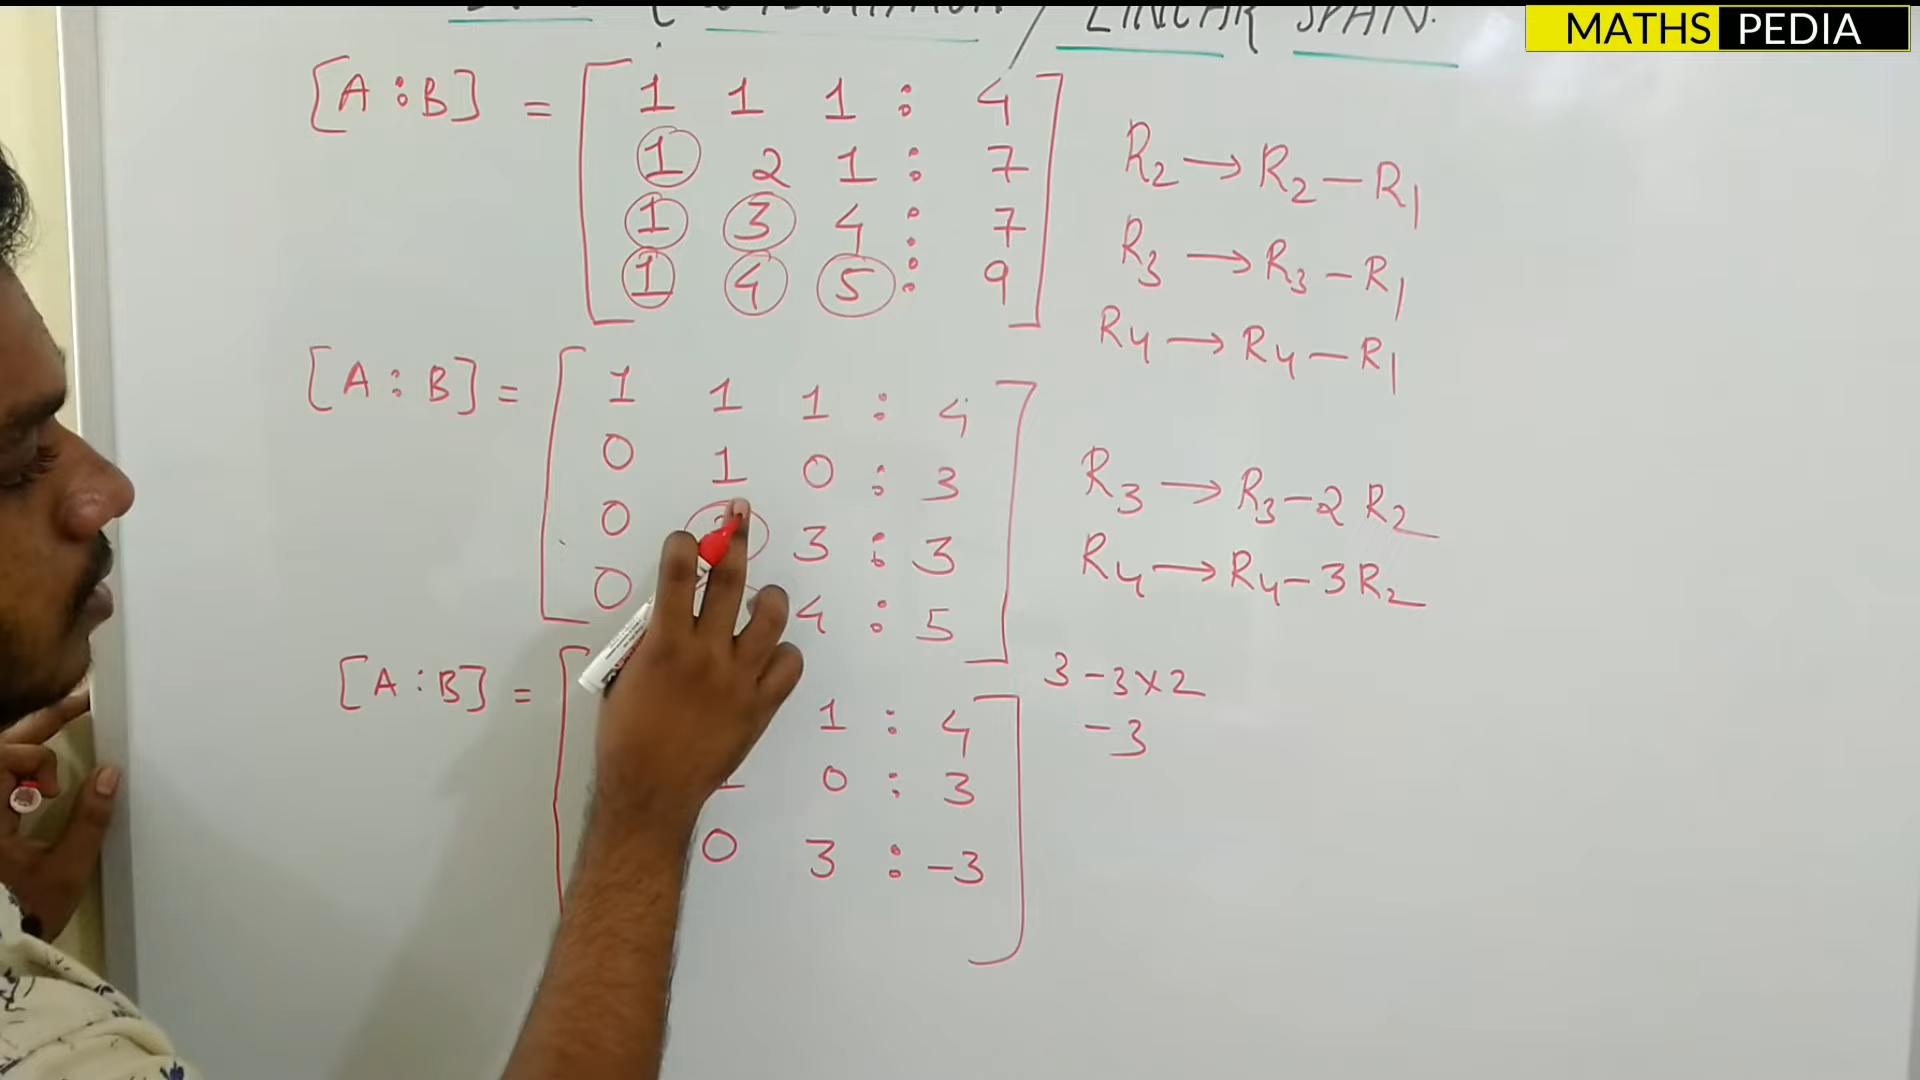 LINEAR SPAN.
MATHS PEDIA
[A : B] = [ 1 1 1 : 4
1 2 1 : 7
1 3 4 : 7
1 4 5 : 9 ]
R2 → R2 - R1
R3 → R3 - R1
R4 → R4 - R1
[A : B] = [ 1 1 1 : 4
0 1 0 : 3
0 3 : 3
0 4 : 5 ]
R3 → R3 - 2 R2
R4 → R4 - 3 R2
3 - 3 × 2
- 3
[A : B] = [ 1 : 4
0 : 3
0 3 : -3 ]